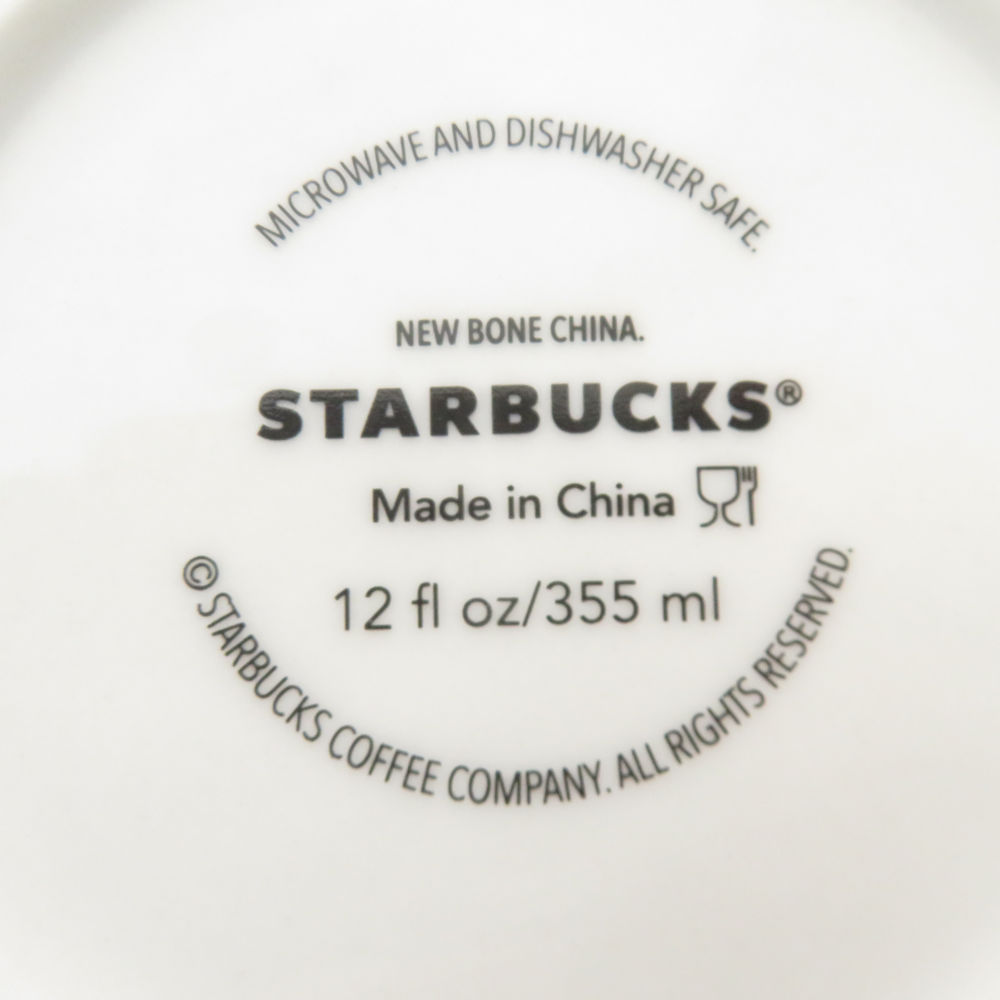 MICROWAVE AND DISHWASHER SAFE.
NEW BONE CHINA.
STARBUCKS®
Made in China
12 fl oz/355 ml
© STARBUCKS COFFEE COMPANY. ALL RIGHTS RESERVED.